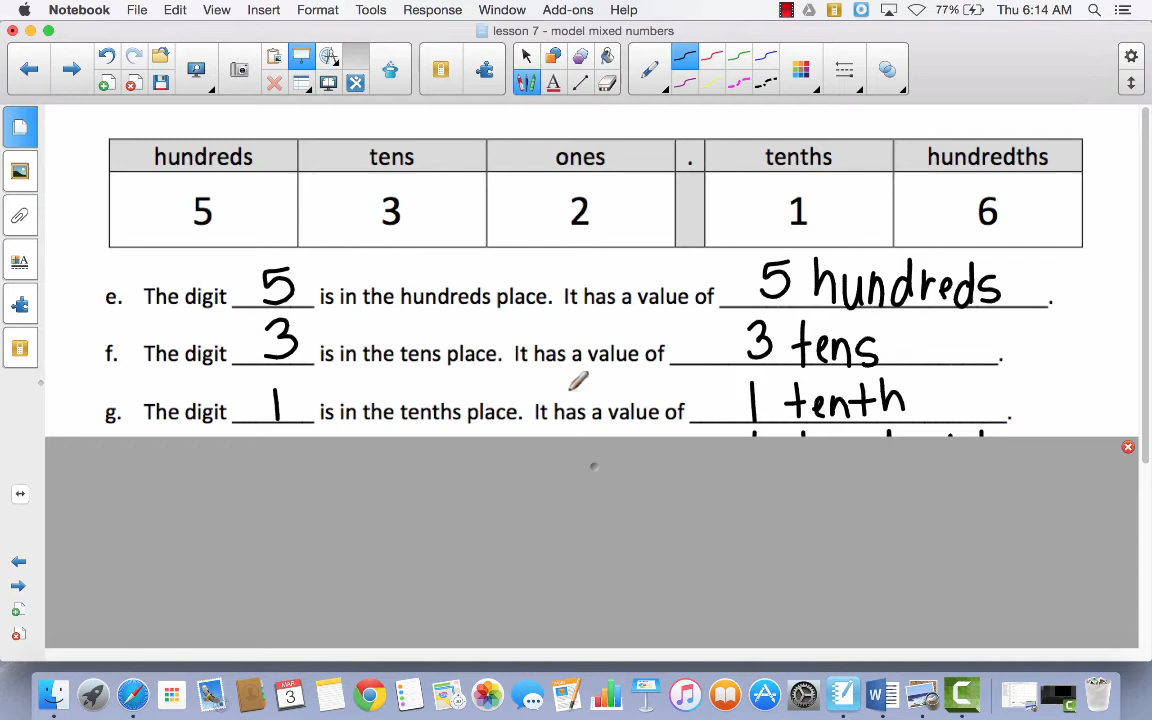 Notebook File Edit View Insert Format Tools Response Window Add-ons Help 77% Thu 6:14 AM
lesson 7 - model mixed numbers
hundreds tens ones . tenths hundredths
5 3 2 1 6
e. The digit 5 is in the hundreds place. It has a value of 5 hundreds.
f. The digit 3 is in the tens place. It has a value of 3 tens.
g. The digit 1 is in the tenths place. It has a value of 1 tenth.